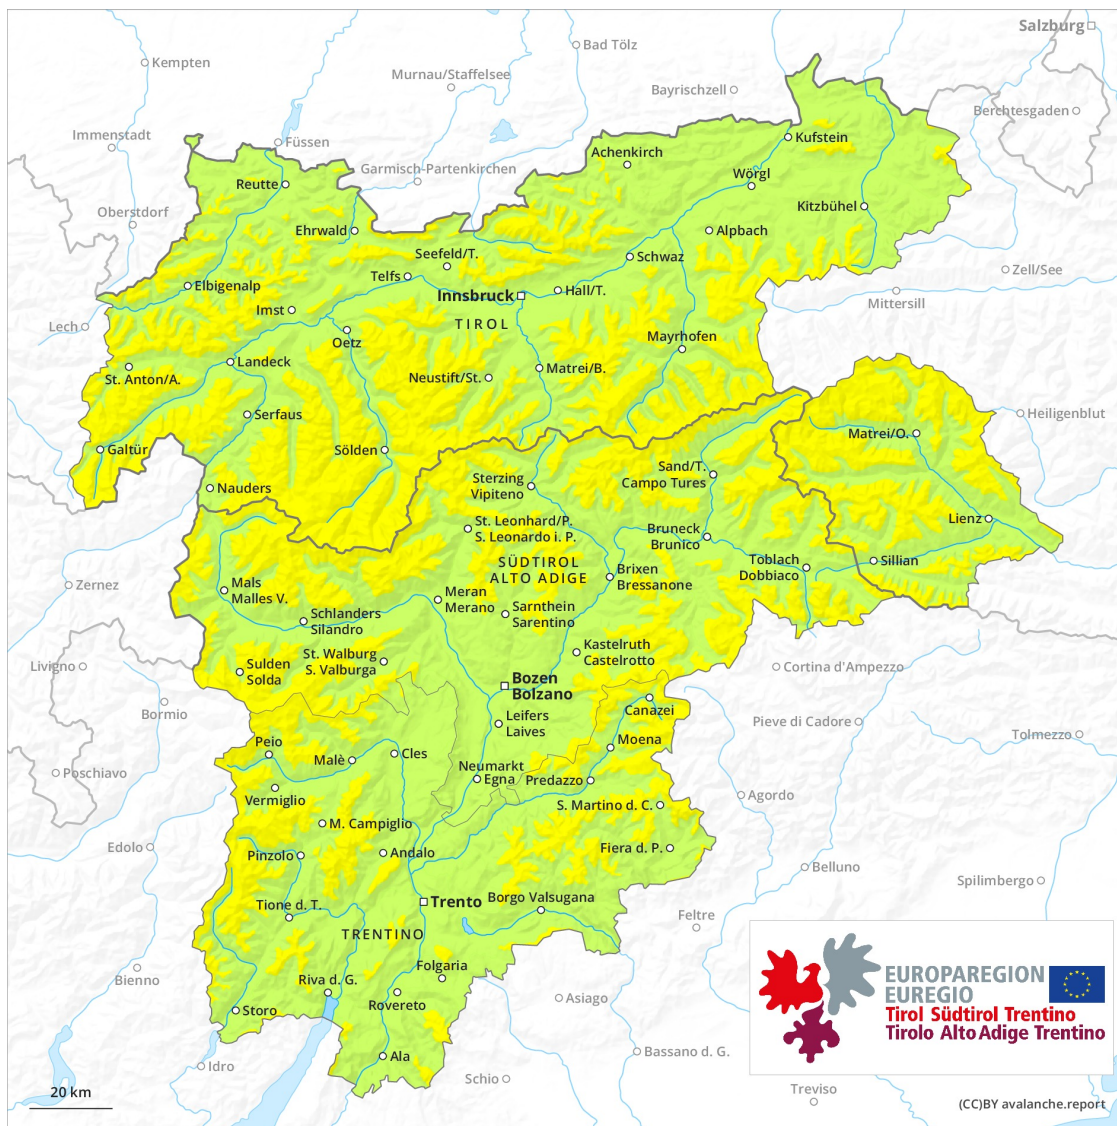 Salzburg
Bad Tölz
Kempten
Murnau/Staffelsee
Bayrischzell
Berchtesgaden
Immenstadt
Füssen
Kufstein
Achenkirch
Garmisch-Partenkirchen
Wörgl
Reutte
Oberstdorf
Kitzbühel
Ehrwald
Alpbach
Seefeld/T.
Schwaz
Zell/See
Telfs
Elbigenalp
Innsbruck
Hall/T.
Mittersill
Imst
TIROL
Lech
Oetz
Mayrhofen
Landeck
Matrei/B.
St. Anton/A.
Neustift/St.
Serfaus
Heiligenblut
Matrei/O.
Galtür
Sölden
Sand/T.
Campo Tures
Sterzing
Vipiteno
Nauders
Lienz
St. Leonhard/P.
S. Leonardo i. P.
Bruneck
Brunico
SÜDTIROL
ALTO ADIGE
Toblach
Dobbiaco
Sillian
Brixen
Bressanone
Zernez
Mals
Malles V.
Meran
Merano
Sarnthein
Sarentino
Schlanders
Silandro
Kastelruth
Castelrotto
St. Walburg
S. Valburga
Livigno
Sulden
Solda
Cortina d'Ampezzo
Bozen
Bolzano
Canazei
Bormio
Leifers
Laives
Pieve di Cadore
Tolmezzo
Moena
Peio
Cles
Malè
Poschiavo
Neumarkt
Egna
Predazzo
Vermiglio
Agordo
S. Martino d. C.
M. Campiglio
Edolo
Fiera d. P.
Pinzolo
Andalo
Belluno
Spilimbergo
Trento
Borgo Valsugana
Tione d. T.
Feltre
TRENTINO
Folgaria
Bienno
Riva d. G.
Rovereto
Asiago
Storo
EUROPAREGION
EUREGIO
Tirol Südtirol Trentino
Tirolo Alto Adige Trentino
Ala
Bassano d. G.
Idro
Schio
20 km
Treviso
(CC)BY avalanche.report